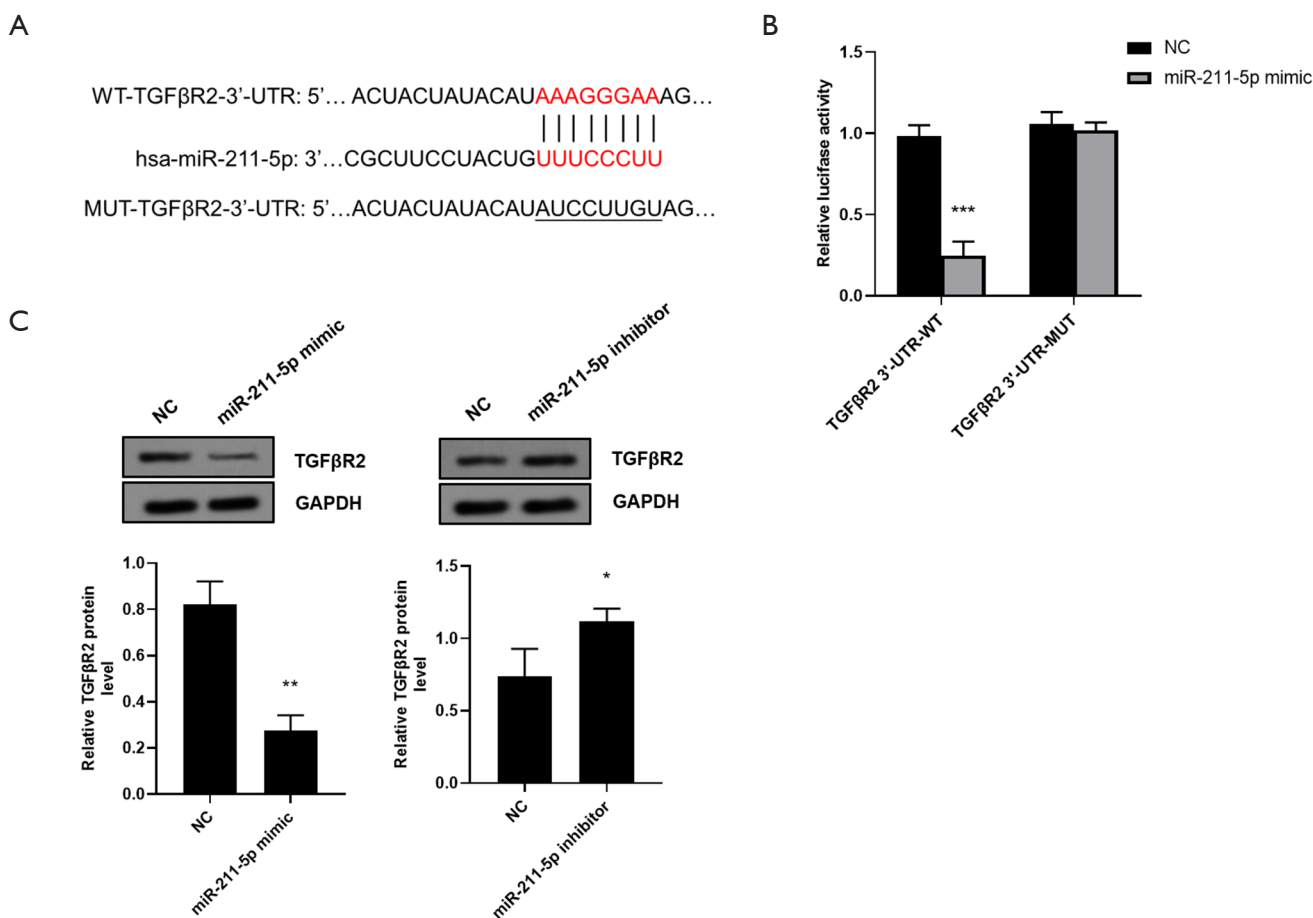 A
WT-TGFβR2-3'-UTR: 5'... ACUACUAUACAUAAAGGGAAAG...
hsa-miR-211-5p: 3'...CGCUUCCUACUGUUUCCCUU
MUT-TGFβR2-3'-UTR: 5'...ACUACUAUACAUAUCCUUGUAG...
B
NC
miR-211-5p mimic
Relative lucifase activity
1.5
1.0
0.5
0.0
***
TGFβR2 3'-UTR-WT
TGFβR2 3'-UTR-MUT
C
NC
miR-211-5p mimic
TGFβR2
GAPDH
Relative TGFβR2 protein
level
1.0
0.8
0.6
0.4
0.2
0.0
**
NC
miR-211-5p mimic
NC
miR-211-5p inhibitor
TGFβR2
GAPDH
Relative TGFβR2 protein
level
1.5
1.0
0.5
0.0
*
NC
miR-211-5p inhibitor